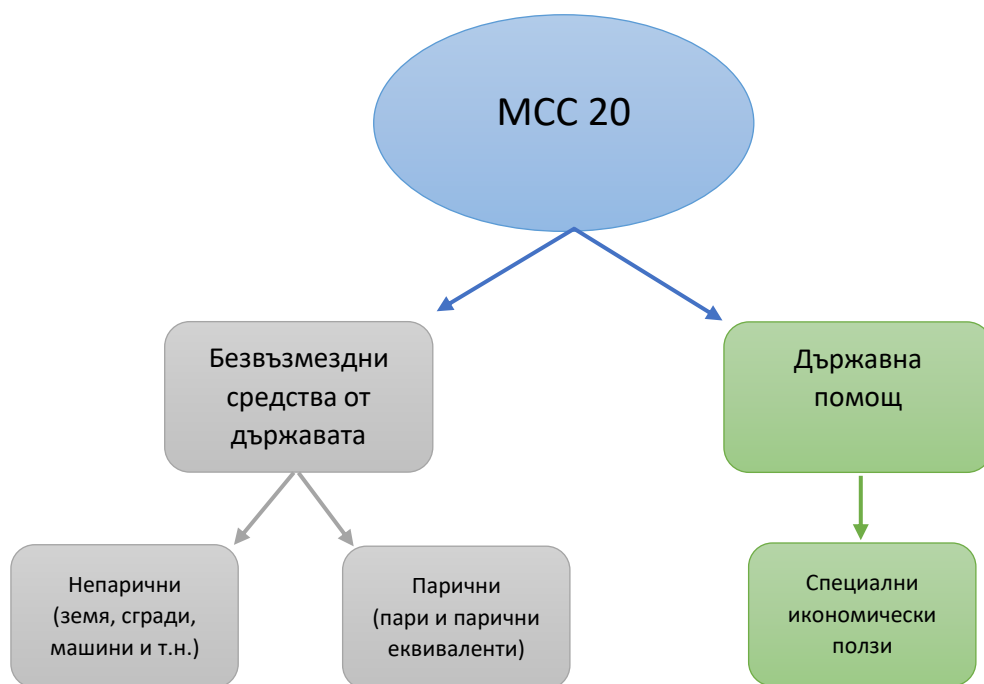 МСС 20
Безвъзмездни
средства от
държавата
Държавна
помощ
Непарични
(земя, сгради,
машини и т.н.)
Парични
(пари и парични
еквиваленти)
Специални
икономически
ползи